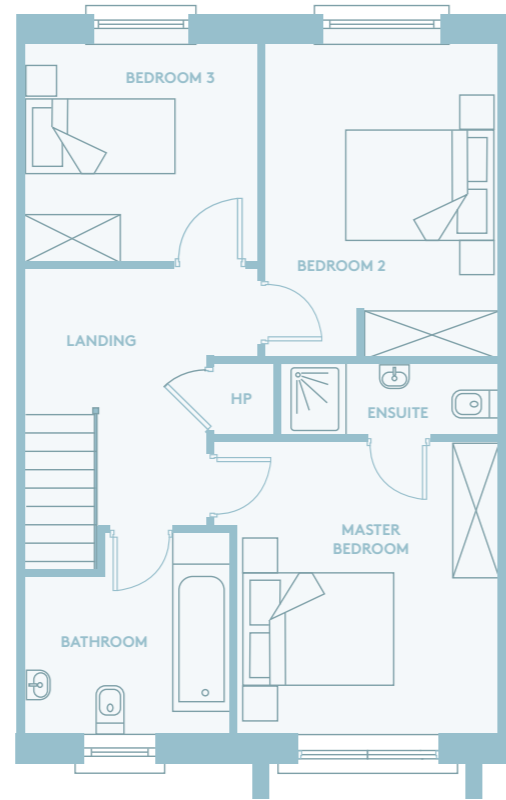 BEDROOM 3
BEDROOM 2
LANDING
HP
ENSUITE
MASTER
BEDROOM
BATHROOM